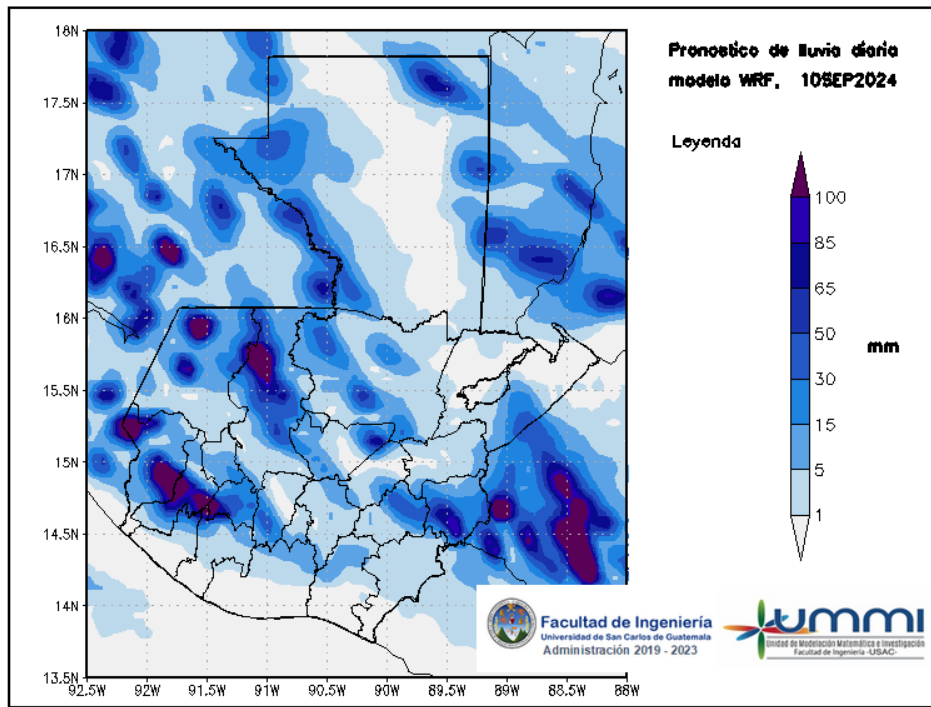 Pronostico de lluvia diaria
modelo WRF, 10SEP2024
Leyenda
100
85
65
50
30
15
5
1
mm
18N
17.5N
17N
16.5N
16N
15.5N
15N
14.5N
14N
13.5N
92.5W 92W 91.5W 91W 90.5W 90W 89.5W 89W 88.5W 88W
Facultad de Ingeniería
Universidad de San Carlos de Guatemala
Administración 2019 - 2023
ummi
Unidad de Modelación Matemática e Investigación
Facultad de Ingeniería -USAC-